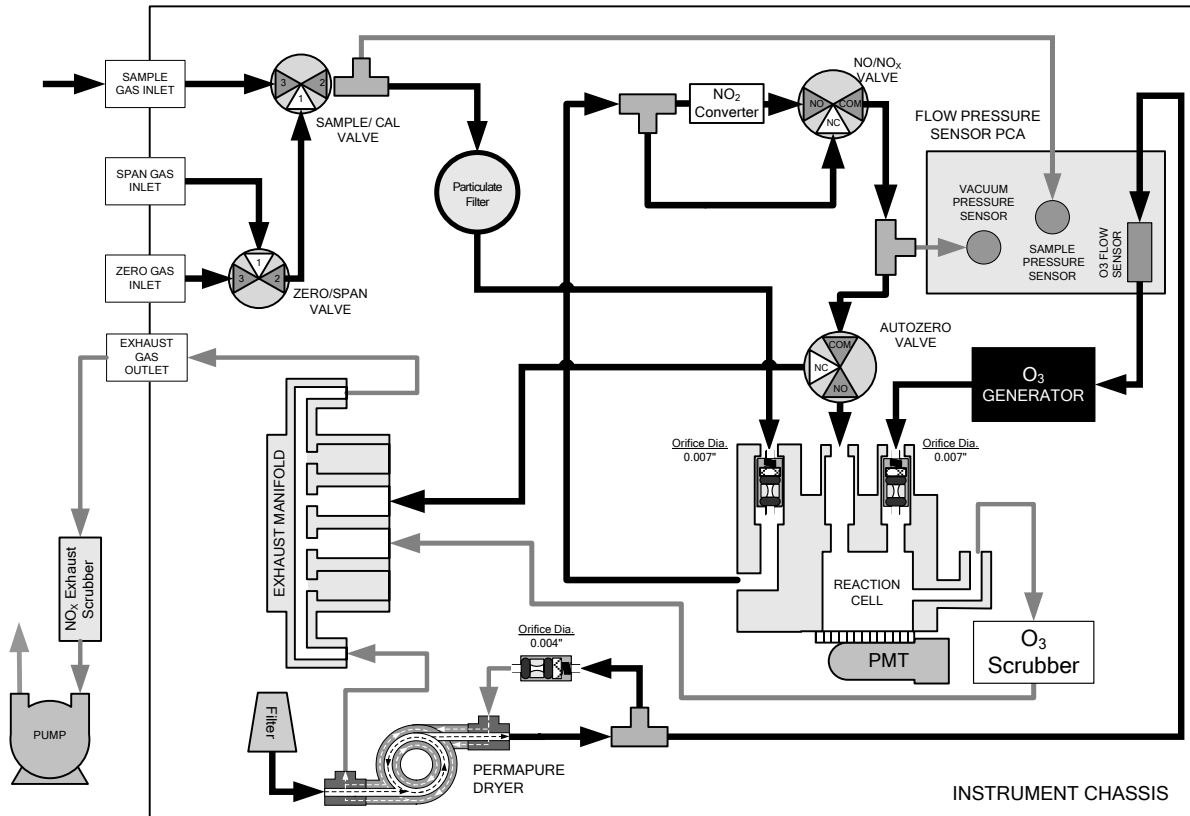 SAMPLE
GAS INLET
3
2
1
SAMPLE/ CAL
VALVE
SPAN GAS
INLET
ZERO GAS
INLET
1
3
2
ZERO/SPAN
VALVE
EXHAUST
GAS
OUTLET
Particulate
Filter
NO₂
Converter
NO/NOX
VALVE
NO
COM
NC
FLOW PRESSURE
SENSOR PCA
VACUUM
PRESSURE
SENSOR
SAMPLE
PRESSURE
SENSOR
O3 FLOW
SENSOR
AUTOZERO
VALVE
COM
NC
NO
O₃
GENERATOR
Orifice Dia.
0.007"
Orifice Dia.
0.007"
EXHAUST MANIFOLD
NOX Exhaust
Scrubber
REACTION
CELL
PMT
O₃
Scrubber
Orifice Dia.
0.004"
PUMP
Filter
PERMAPURE
DRYER
INSTRUMENT CHASSIS